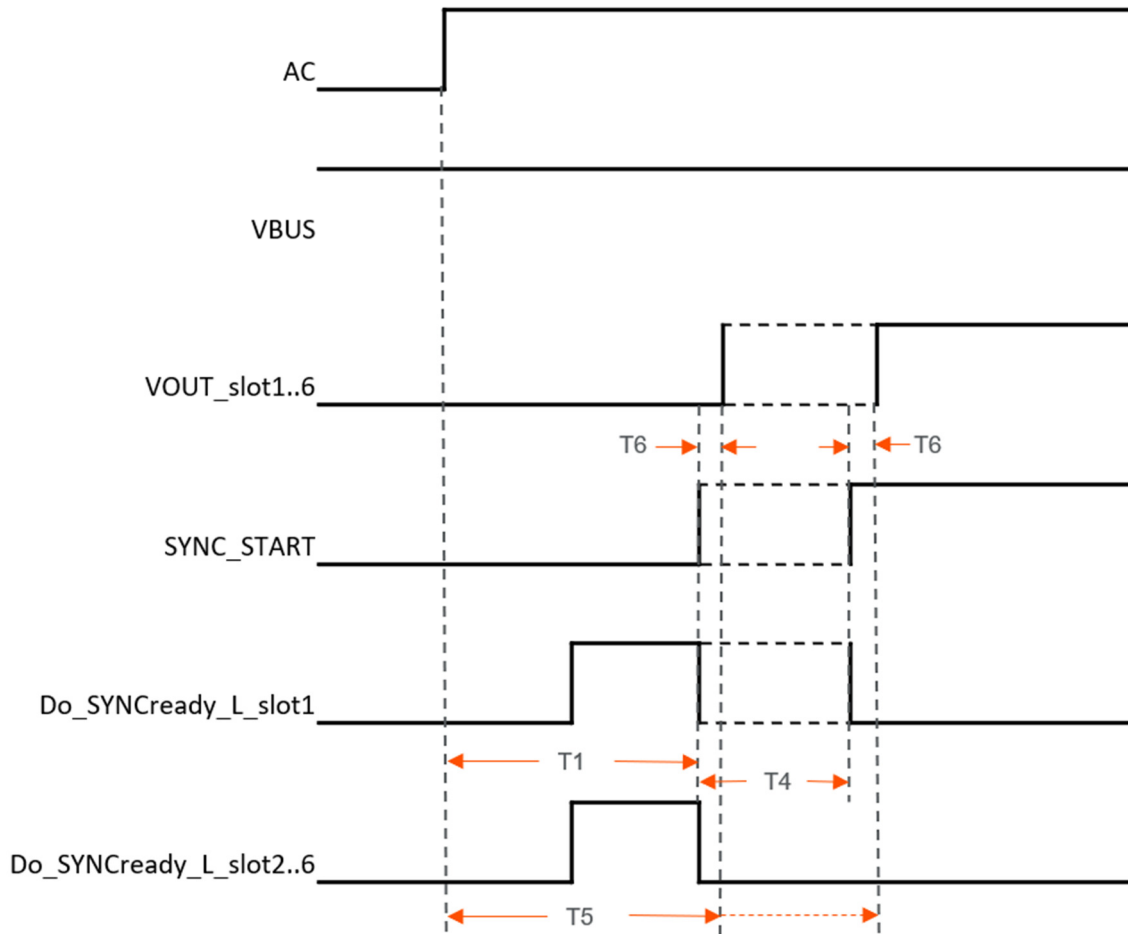 AC
VBUS
VOUT_slot1..6
T6 T6
SYNC_START
Do_SYNCready_L_slot1
T1
T4
Do_SYNCready_L_slot2..6
T5